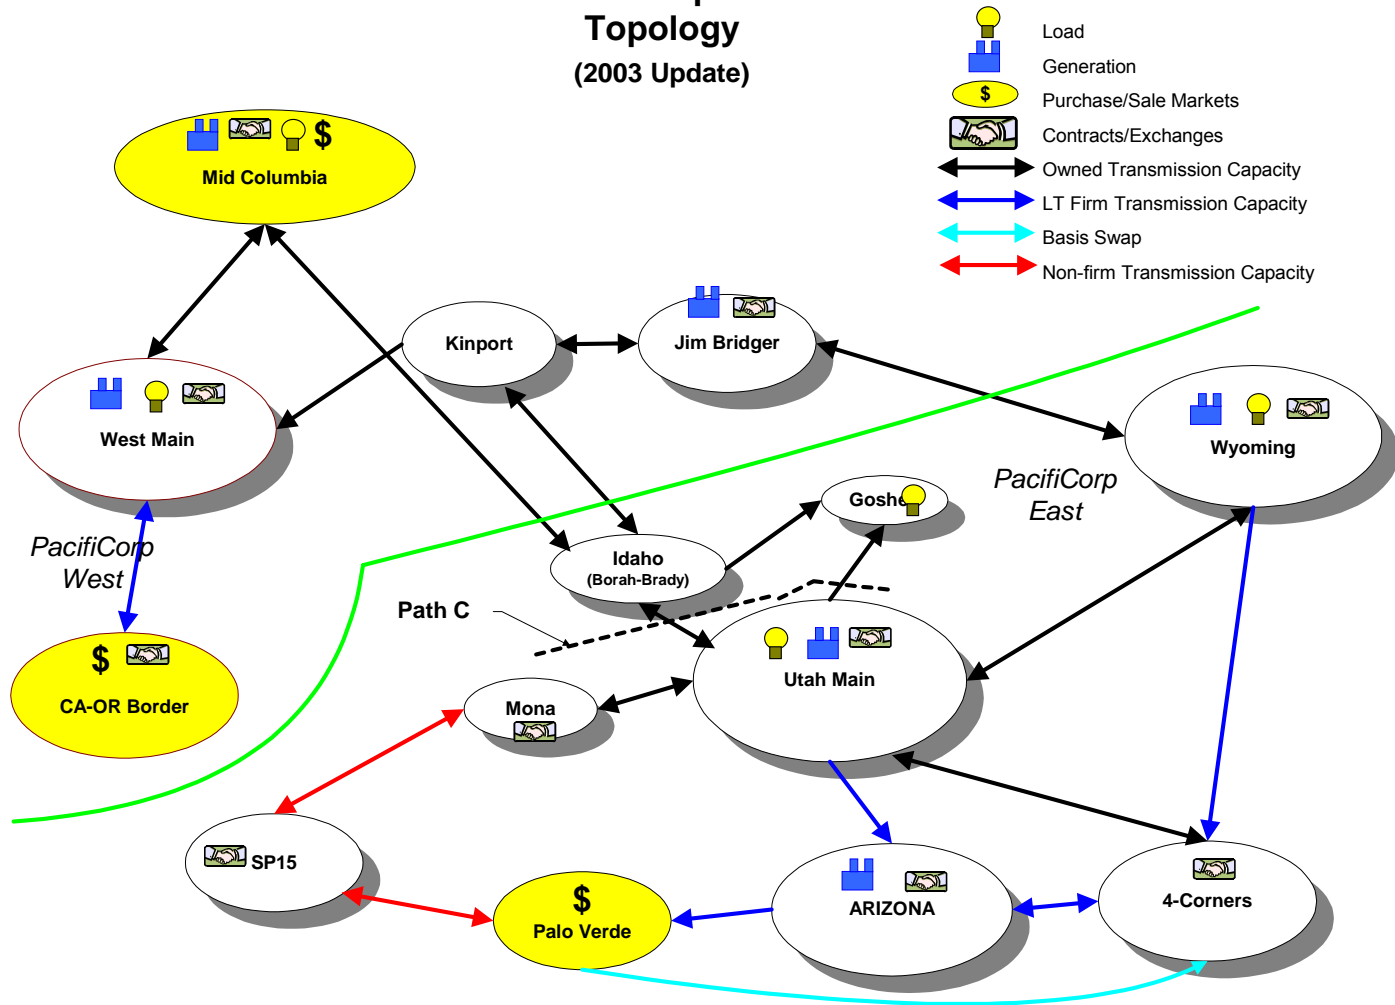 Topology
(2003 Update)
Load
Generation
$ Purchase/Sale Markets
Contracts/Exchanges
Owned Transmission Capacity
LT Firm Transmission Capacity
Basis Swap
Non-firm Transmission Capacity
$
Mid Columbia
Kinport
Jim Bridger
West Main
Wyoming
PacifiCorp
East
Goshe
PacifiCorp
West
Idaho
(Borah-Brady)
Path C
$
CA-OR Border
Utah Main
Mona
SP15
$
Palo Verde
ARIZONA
4-Corners